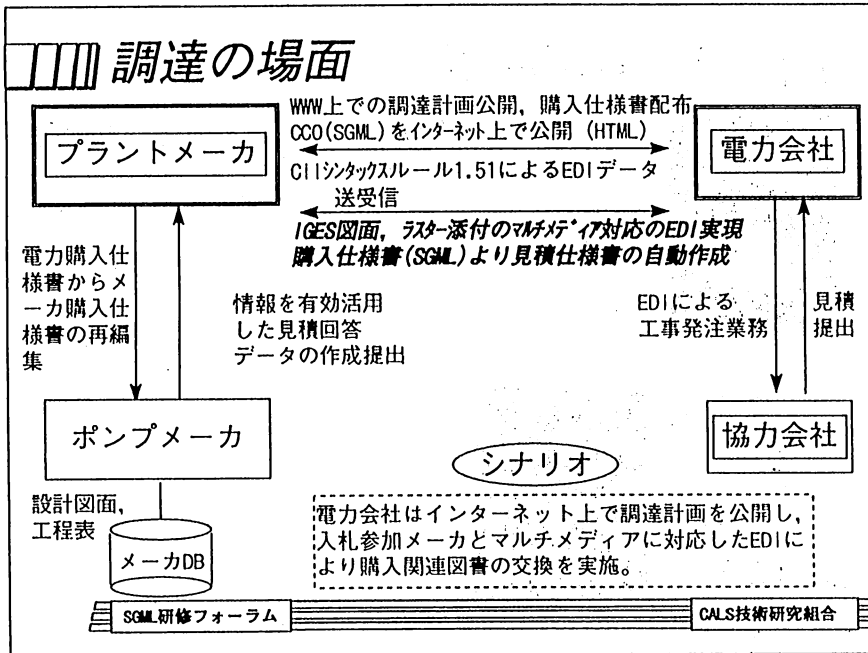 調達の場面
WWW上での調達計画公開，購入仕様書配布
CCO(SGML)をインターネット上で公開 (HTML)
プラントメーカ
電力会社
CIIシンタックスルール1.51によるEDIデータ
送受信
IGES図面，ラスター添付のマルチメディア対応のEDI実現
購入仕様書(SGML)より見積仕様書の自動作成
電力購入仕
様書からメ
ーカ購入仕
様書の再編
集
情報を有効活用
した見積回答
データの作成提出
EDIによる
工事発注業務
見積
提出
ポンプメーカ
協力会社
シナリオ
設計図面，
工程表
メーカDB
電力会社はインターネット上で調達計画を公開し，
入札参加メーカとマルチメディアに対応したEDIに
より購入関連図書の交換を実施。
SGML研修フォーラム
CALS技術研究組合